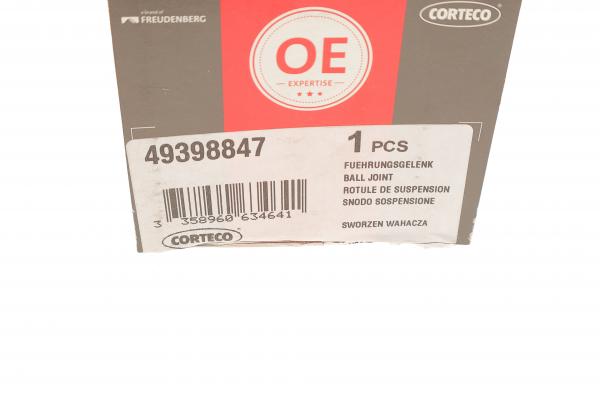 a brand of
FREUDENBERG
OE
EXPERTISE
CORTECO
49398847
1 PCS
FUEHRUNGSGELENK
BALL JOINT
ROTULE DE SUSPENSION
SNODO SOSPENSIONE
SWORZEN WAHACZA
3 358960 634641
CORTECO